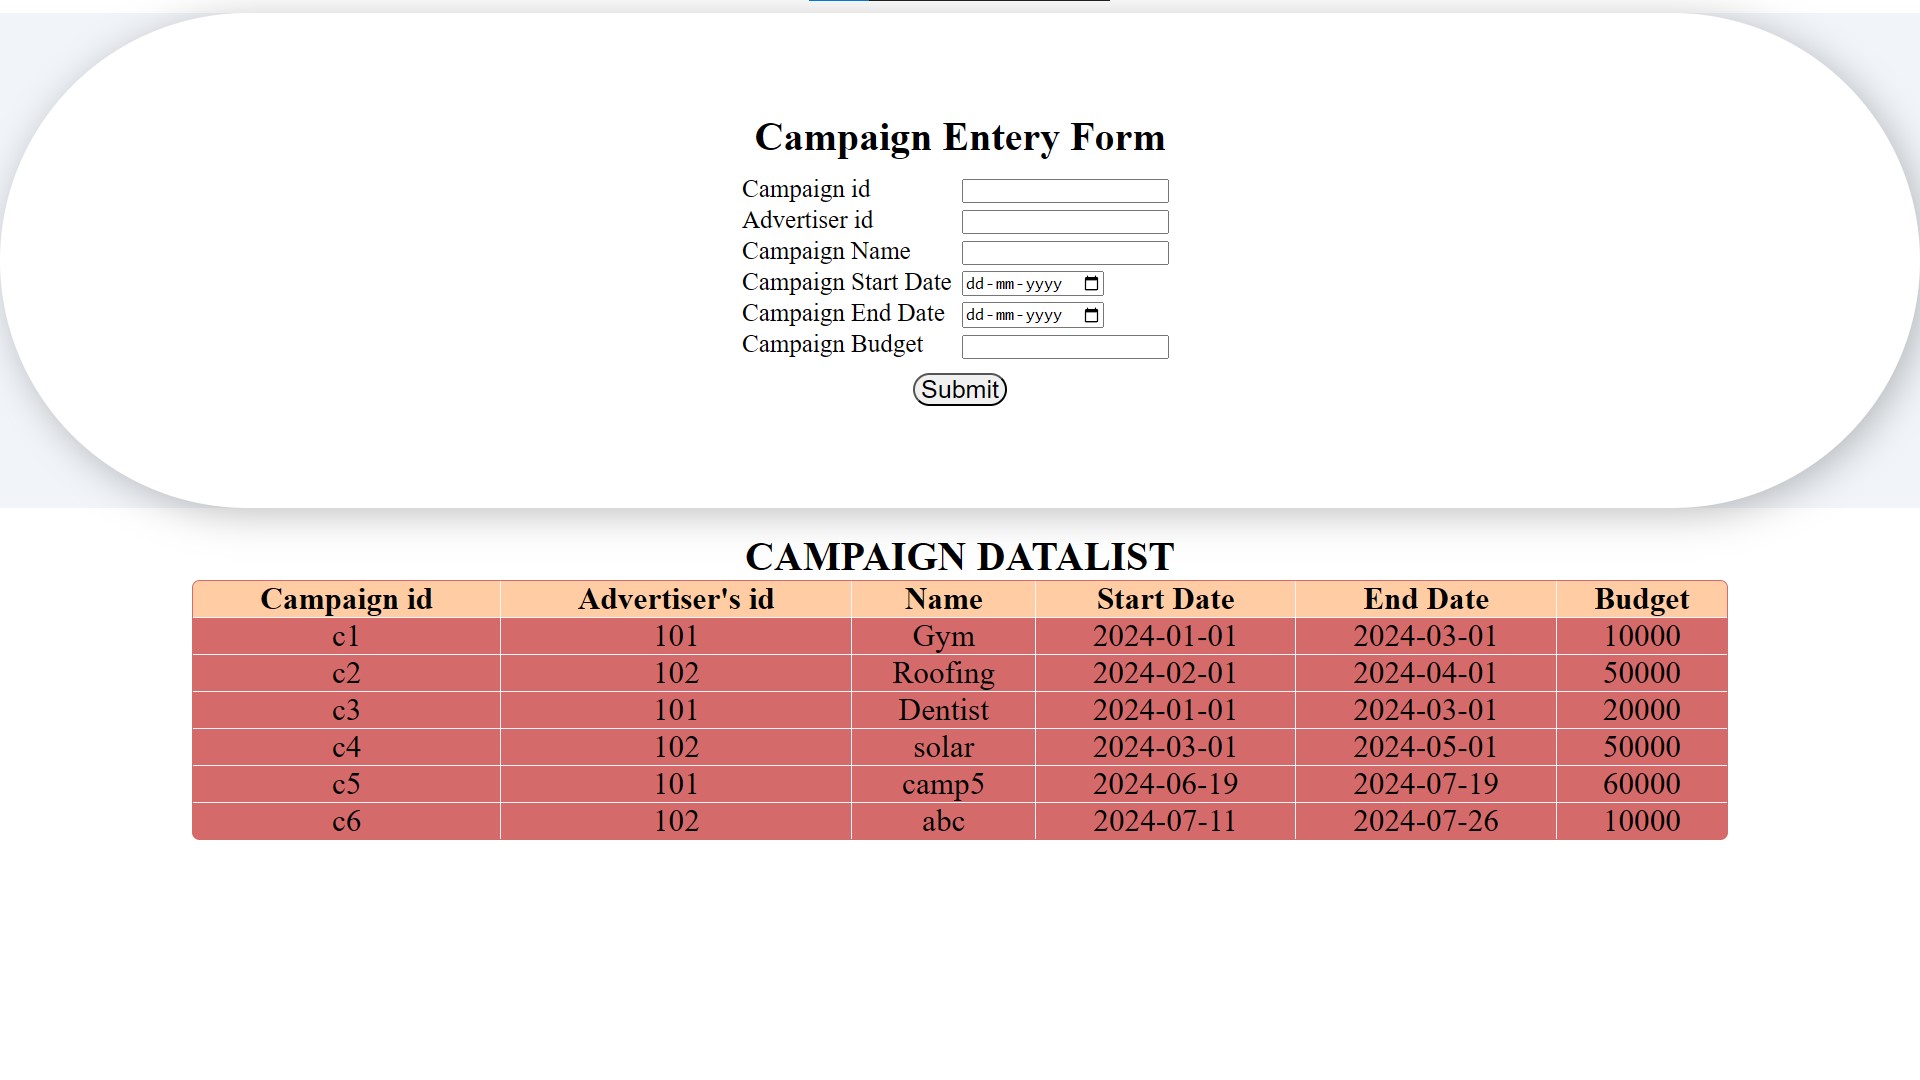 Campaign Entery Form
Campaign id
Advertiser id
Campaign Name
Campaign Start Date dd-mm-yyyy
Campaign End Date dd-mm-yyyy
Campaign Budget
Submit
CAMPAIGN DATALIST
Campaign id Advertiser's id Name Start Date End Date Budget
c1 101 Gym 2024-01-01 2024-03-01 10000
c2 102 Roofing 2024-02-01 2024-04-01 50000
c3 101 Dentist 2024-01-01 2024-03-01 20000
c4 102 solar 2024-03-01 2024-05-01 50000
c5 101 camp5 2024-06-19 2024-07-19 60000
c6 102 abc 2024-07-11 2024-07-26 10000